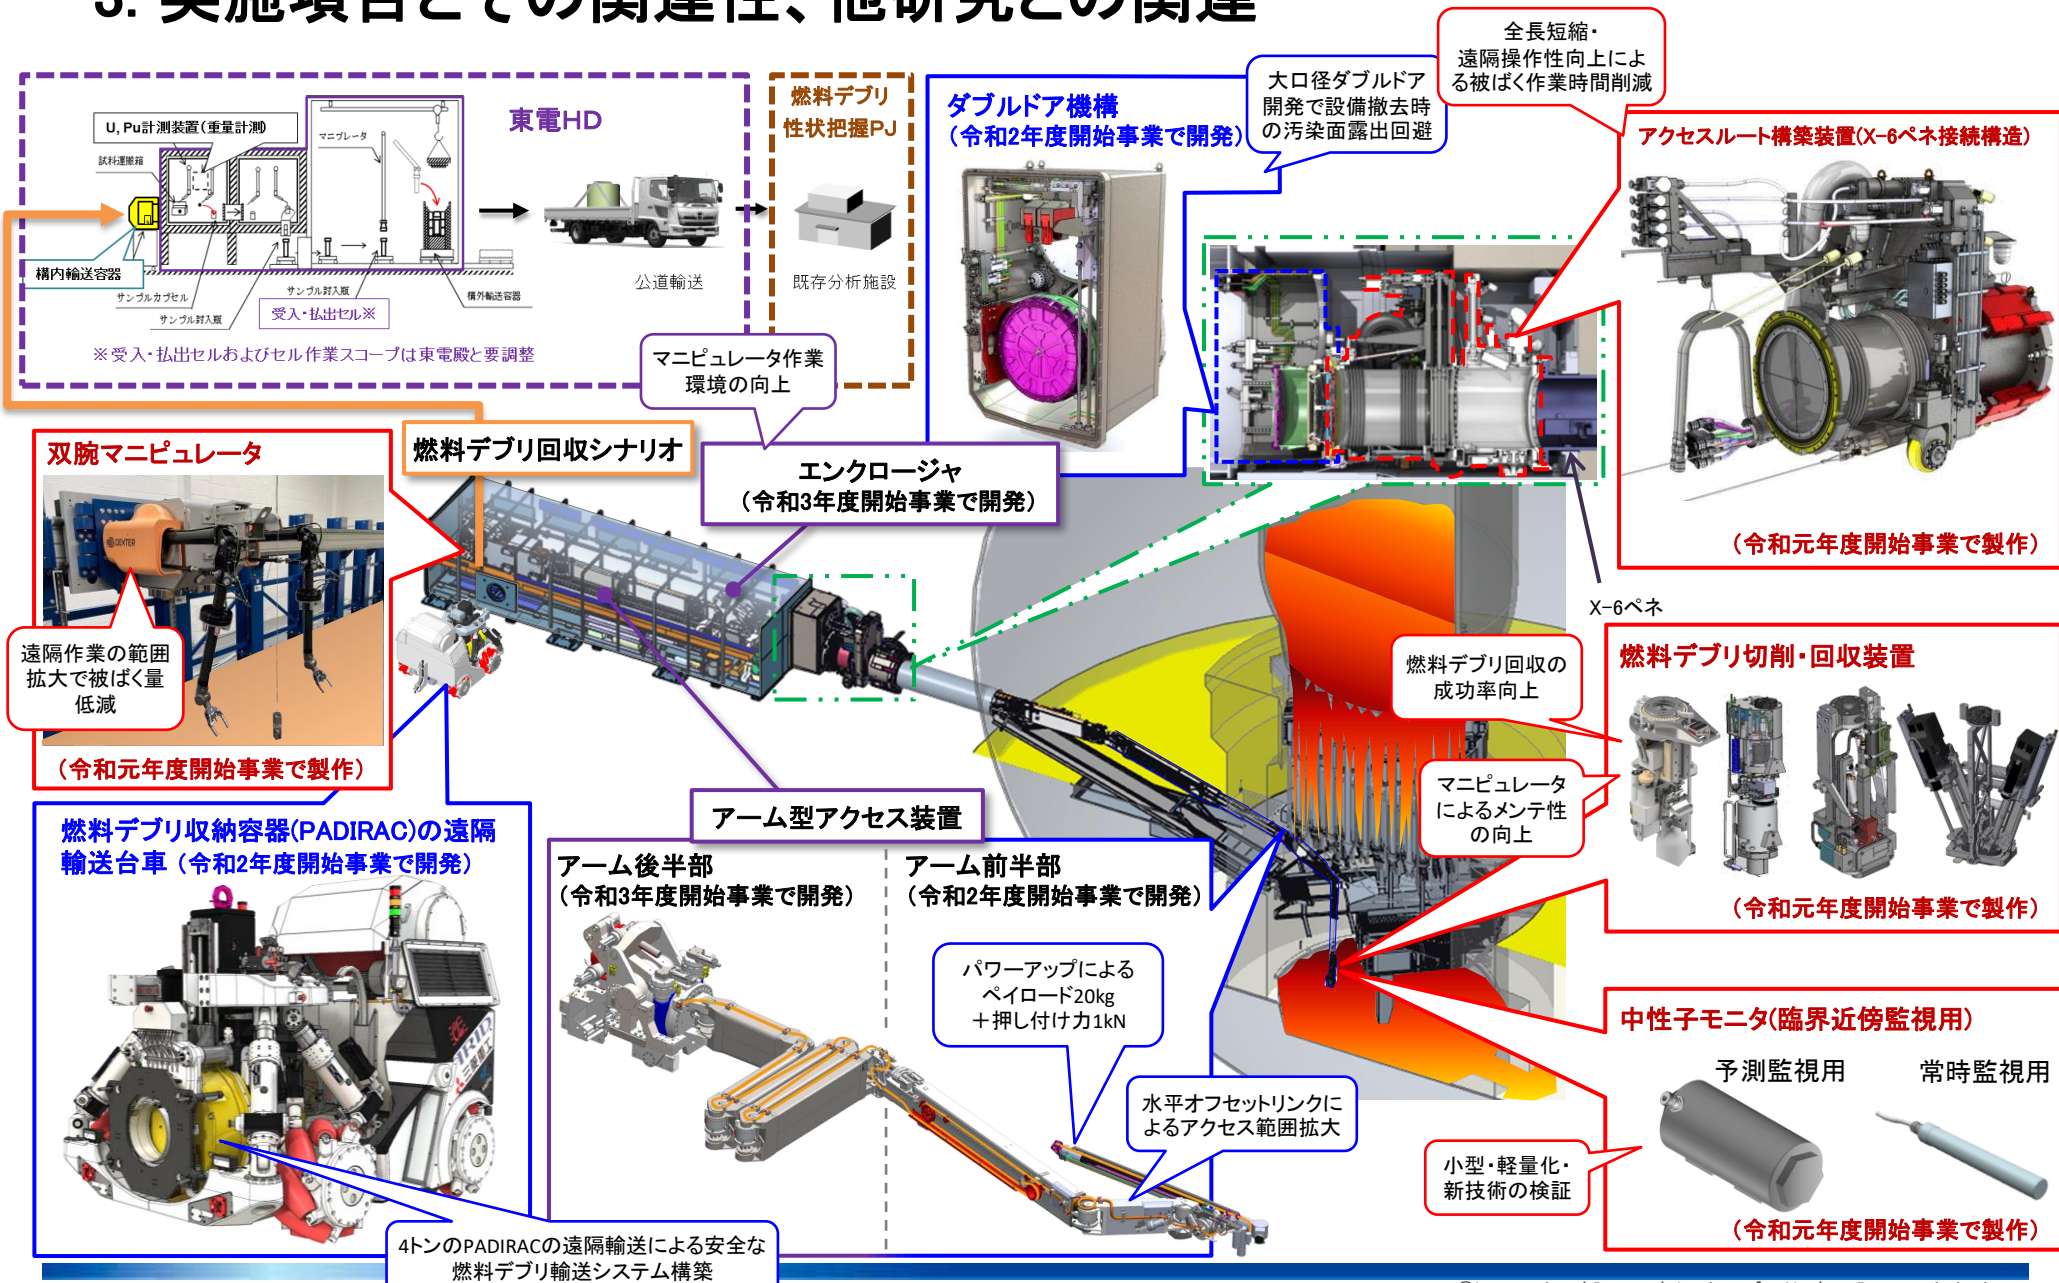 3. 実施項目とその関連性、他研究との関連
東電HD
U, Pu計測装置(重量計測)
試料運搬箱
マニプレータ
構内輸送容器
サンプルカプセル
サンプル封入瓶
サンプル封入瓶
受入・払出セル※
構外輸送容器
公道輸送
※受入・払出セルおよびセル作業スコープは東電殿と要調整
燃料デブリ
性状把握PJ
既存分析施設
マニピュレータ作業
環境の向上
ダブルドア機構
(令和2年度開始事業で開発)
大口径ダブルドア
開発で設備撤去時
の汚染面露出回避
全長短縮・
遠隔操作性向上によ
る被ばく作業時間削減
アクセスルート構築装置(X-6ペネ接続構造)
(令和元年度開始事業で製作)
X-6ペネ
双腕マニピュレータ
DEXTER
遠隔作業の範囲
拡大で被ばく量
低減
(令和元年度開始事業で製作)
燃料デブリ回収シナリオ
エンクロージャ
(令和3年度開始事業で開発)
燃料デブリ回収の
成功率向上
マニピュレータ
によるメンテ性
の向上
燃料デブリ切削・回収装置
(令和元年度開始事業で製作)
燃料デブリ収納容器(PADIRAC)の遠隔
輸送台車 (令和2年度開始事業で開発)
4トンのPADIRACの遠隔輸送による安全な
燃料デブリ輸送システム構築
アーム型アクセス装置
アーム後半部
(令和3年度開始事業で開発)
アーム前半部
(令和2年度開始事業で開発)
パワーアップによる
ペイロード20kg
＋押し付け力1kN
水平オフセットリンクに
よるアクセス範囲拡大
中性子モニタ(臨界近傍監視用)
予測監視用
常時監視用
小型・軽量化・
新技術の検証
(令和元年度開始事業で製作)